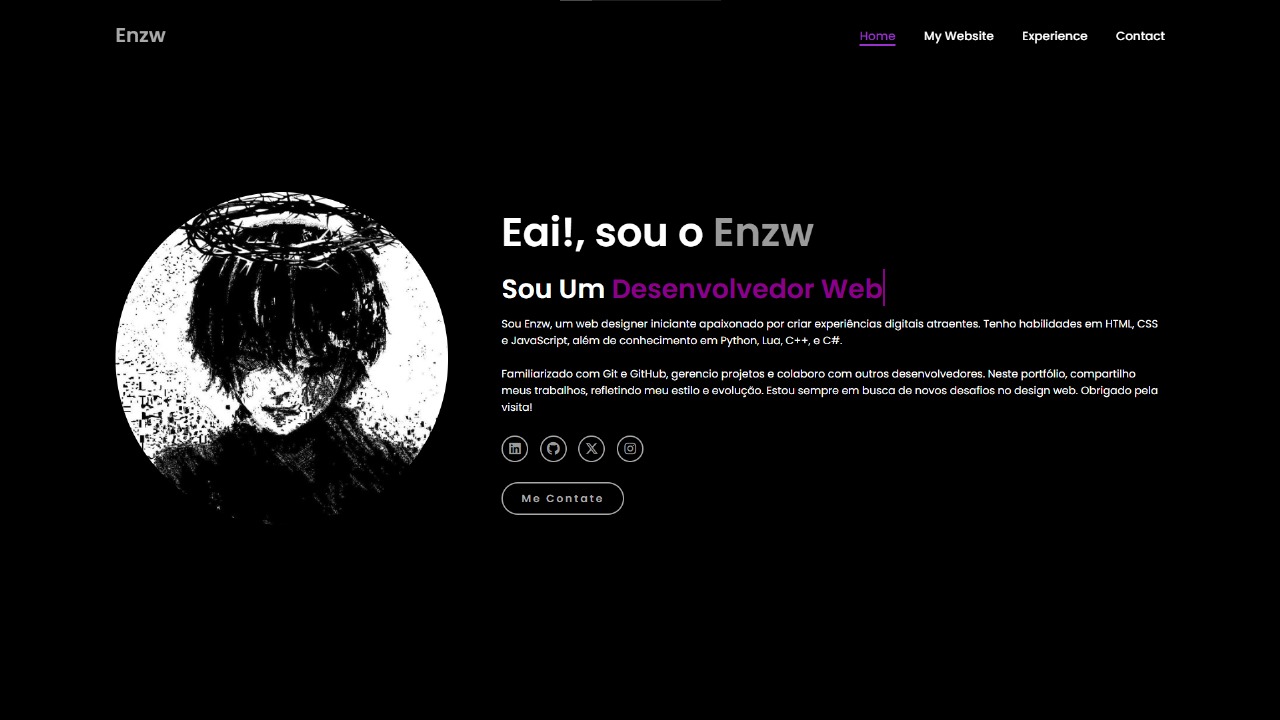 Enzw
Home
My Website
Experience
Contact
Eai!, sou o Enzw
Sou Um Desenvolvedor Web
Sou Enzw, um web designer iniciante apaixonado por criar experiências digitais atraentes. Tenho habilidades em HTML, CSS
e JavaScript, além de conhecimento em Python, Lua, C++, e C#.
Familiarizado com Git e GitHub, gerencio projetos e colaboro com outros desenvolvedores. Neste portfólio, compartilho
meus trabalhos, refletindo meu estilo e evolução. Estou sempre em busca de novos desafios no design web. Obrigado pela
visita!
Me Contate